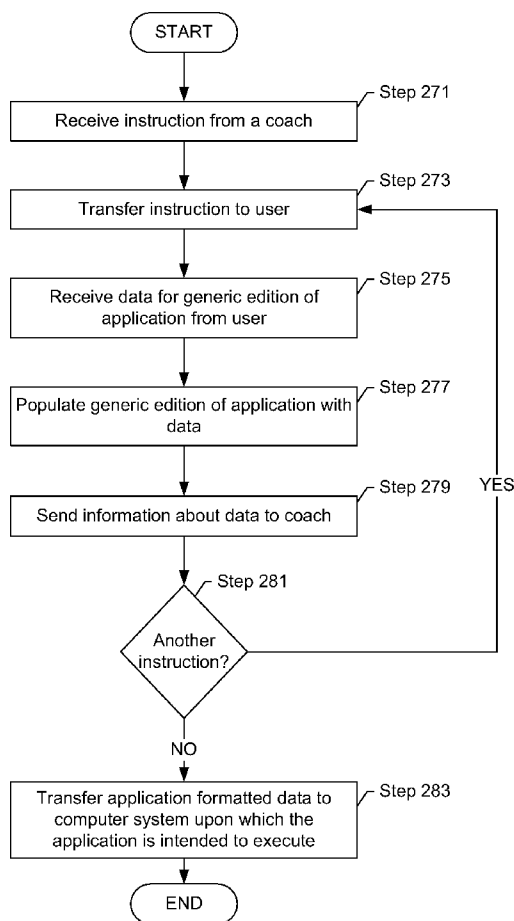 START
Step 271
Receive instruction from a coach
Step 273
Transfer instruction to user
Step 275
Receive data for generic edition of
application from user
Step 277
Populate generic edition of application with
data
Step 279
Send information about data to coach
YES
Step 281
Another
instruction?
NO
Step 283
Transfer application formatted data to
computer system upon which the
application is intended to execute
END